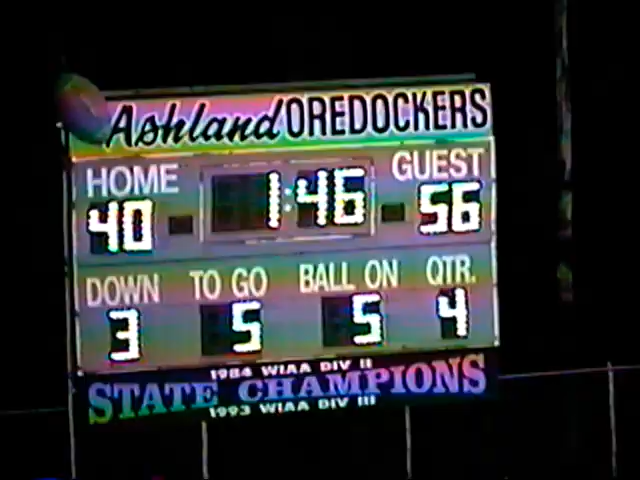 Ashland OREDOCKERS
HOME 1:46 GUEST
40 56
DOWN TO GO BALL ON QTR.
3 5 5 4
1984 WIAA DIV II
STATE CHAMPIONS
1993 WIAA DIV III